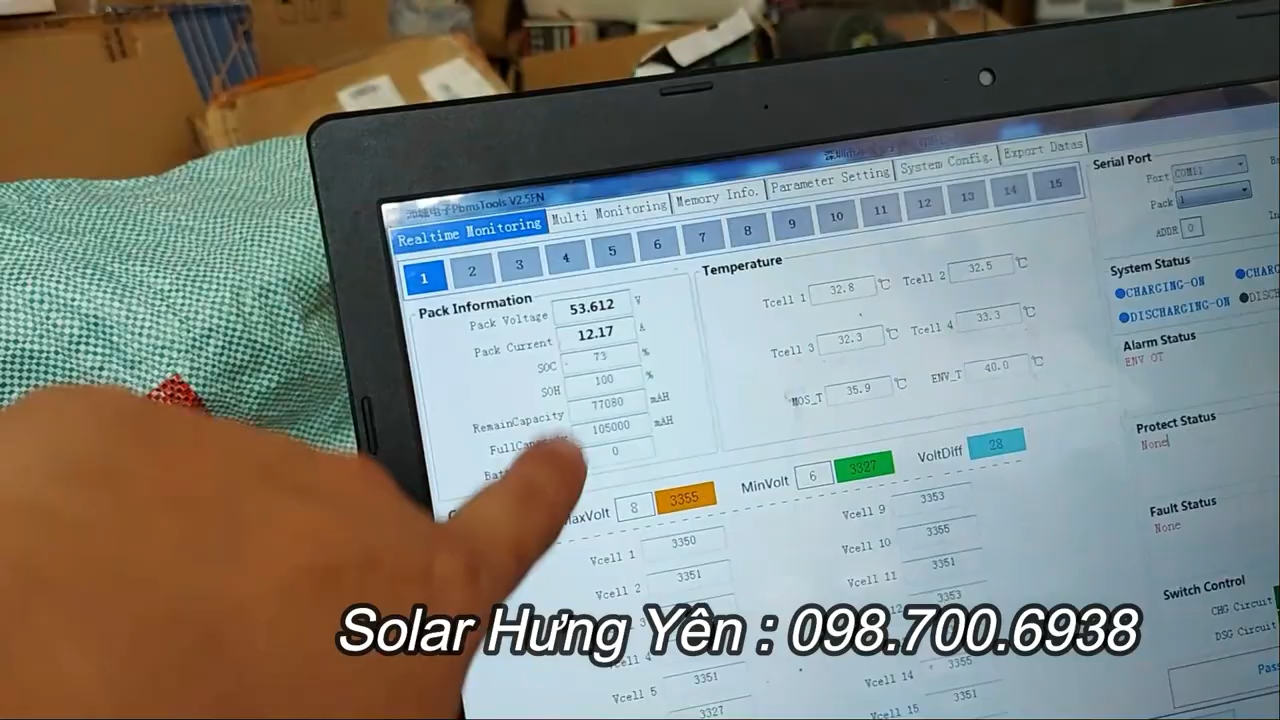 PbmsTools V2.5FN
Realtime Monitoring Multi Monitoring Memory Info. Parameter Setting System Config. Export Datas
1 2 3 4 5 6 7 8 9 10 11 12 13 14 15
Pack Information
Pack Voltage 53.612 V
Pack Current 12.17 A
SOC 73 %
SOH 100 %
RemainCapacity 77080 mAH
105000 mAH
0
Temperature
Tcell 1 32.8 ℃ Tcell 2 32.5 ℃
Tcell 3 32.3 ℃ Tcell 4 33.3 ℃
MOS_T 35.9 ℃ ENV_T 40.0 ℃
MaxVolt 8 3355 MinVolt 6 3327 VoltDiff 28
Vcell 1 3350
Vcell 2 3351
Vcell 5 3351
3327
Vcell 9 3353
Vcell 10 3355
Vcell 11 3351
3353
Vcell 14 3355
Vcell 15 3351
Serial Port
Port COM17
Pack 1
ADDR 0
System Status
CHARGING-ON
DISCHARGING-ON
Alarm Status
ENV OT
Protect Status
None
Fault Status
None
Switch Control
CHG Circuit
DSG Circuit
Solar Hưng Yên : 098.700.6938